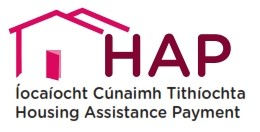 HAP
Íocaíocht Cúnaimh Tithíochta
Housing Assistance Payment